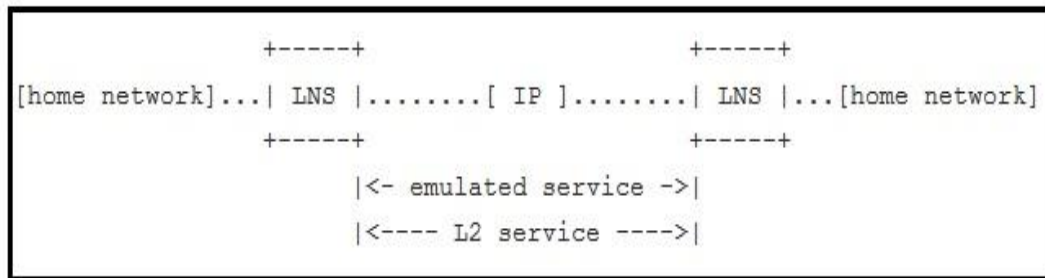 +-----+ +-----+
[home network]...| LNS |........[ IP ]........| LNS |...[home network]
+-----+ +-----+
|<- emulated service ->|
|<---- L2 service ---->|